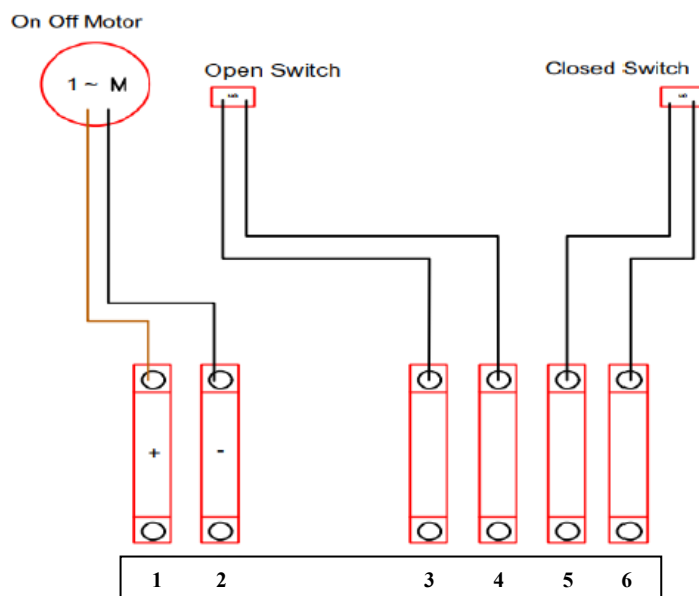 On Off Motor
Open Switch
Closed Switch
1 ~ M
+ -
1 2 3 4 5 6